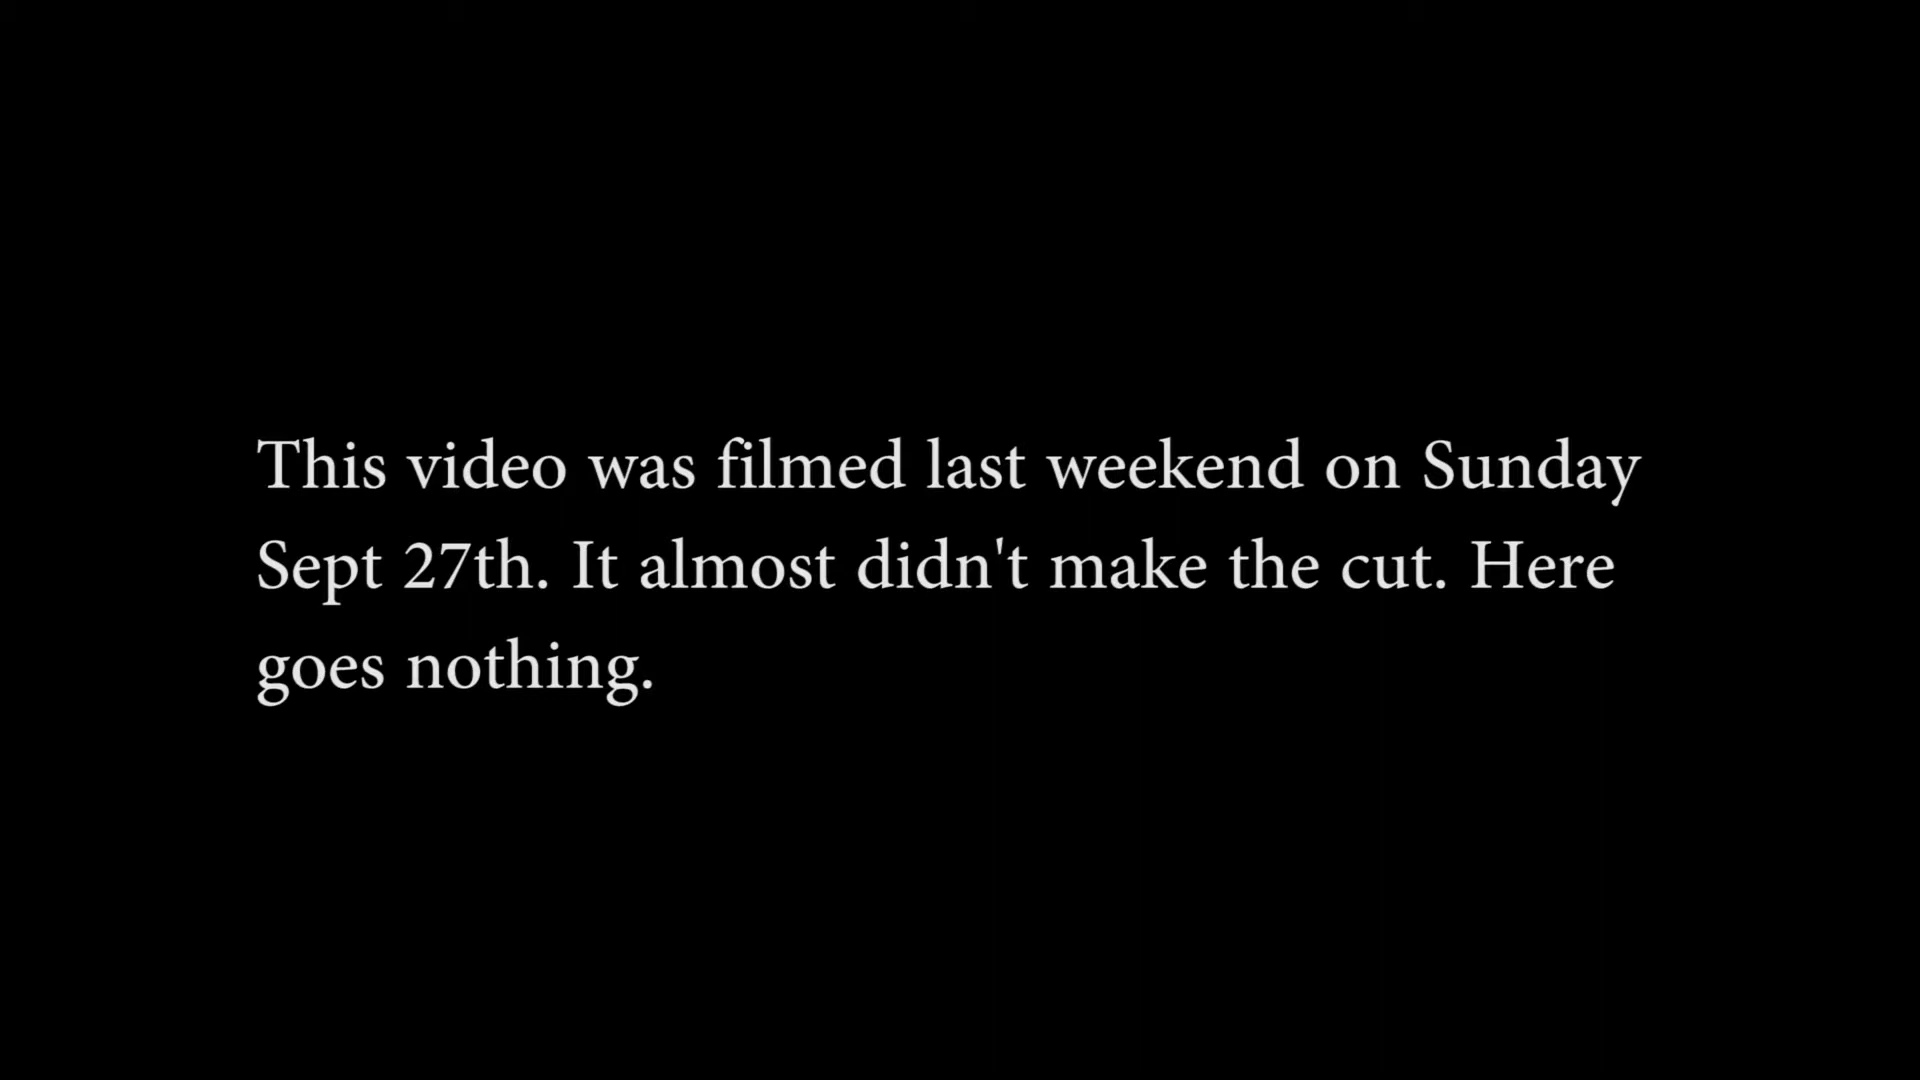 This video was filmed last weekend on Sunday
Sept 27th. It almost didn't make the cut. Here
goes nothing.